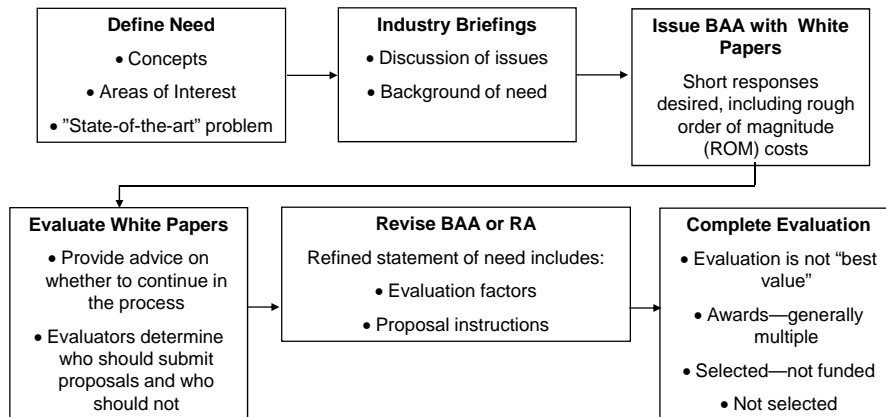 Define Need
• Concepts
• Areas of Interest
• "State-of-the-art" problem
Industry Briefings
• Discussion of issues
• Background of need
Issue BAA with White
Papers
Short responses
desired, including rough
order of magnitude
(ROM) costs
Evaluate White Papers
• Provide advice on
whether to continue in
the process
• Evaluators determine
who should submit
proposals and who
should not
Revise BAA or RA
Refined statement of need includes:
• Evaluation factors
• Proposal instructions
Complete Evaluation
• Evaluation is not “best
value”
• Awards—generally
multiple
• Selected—not funded
• Not selected